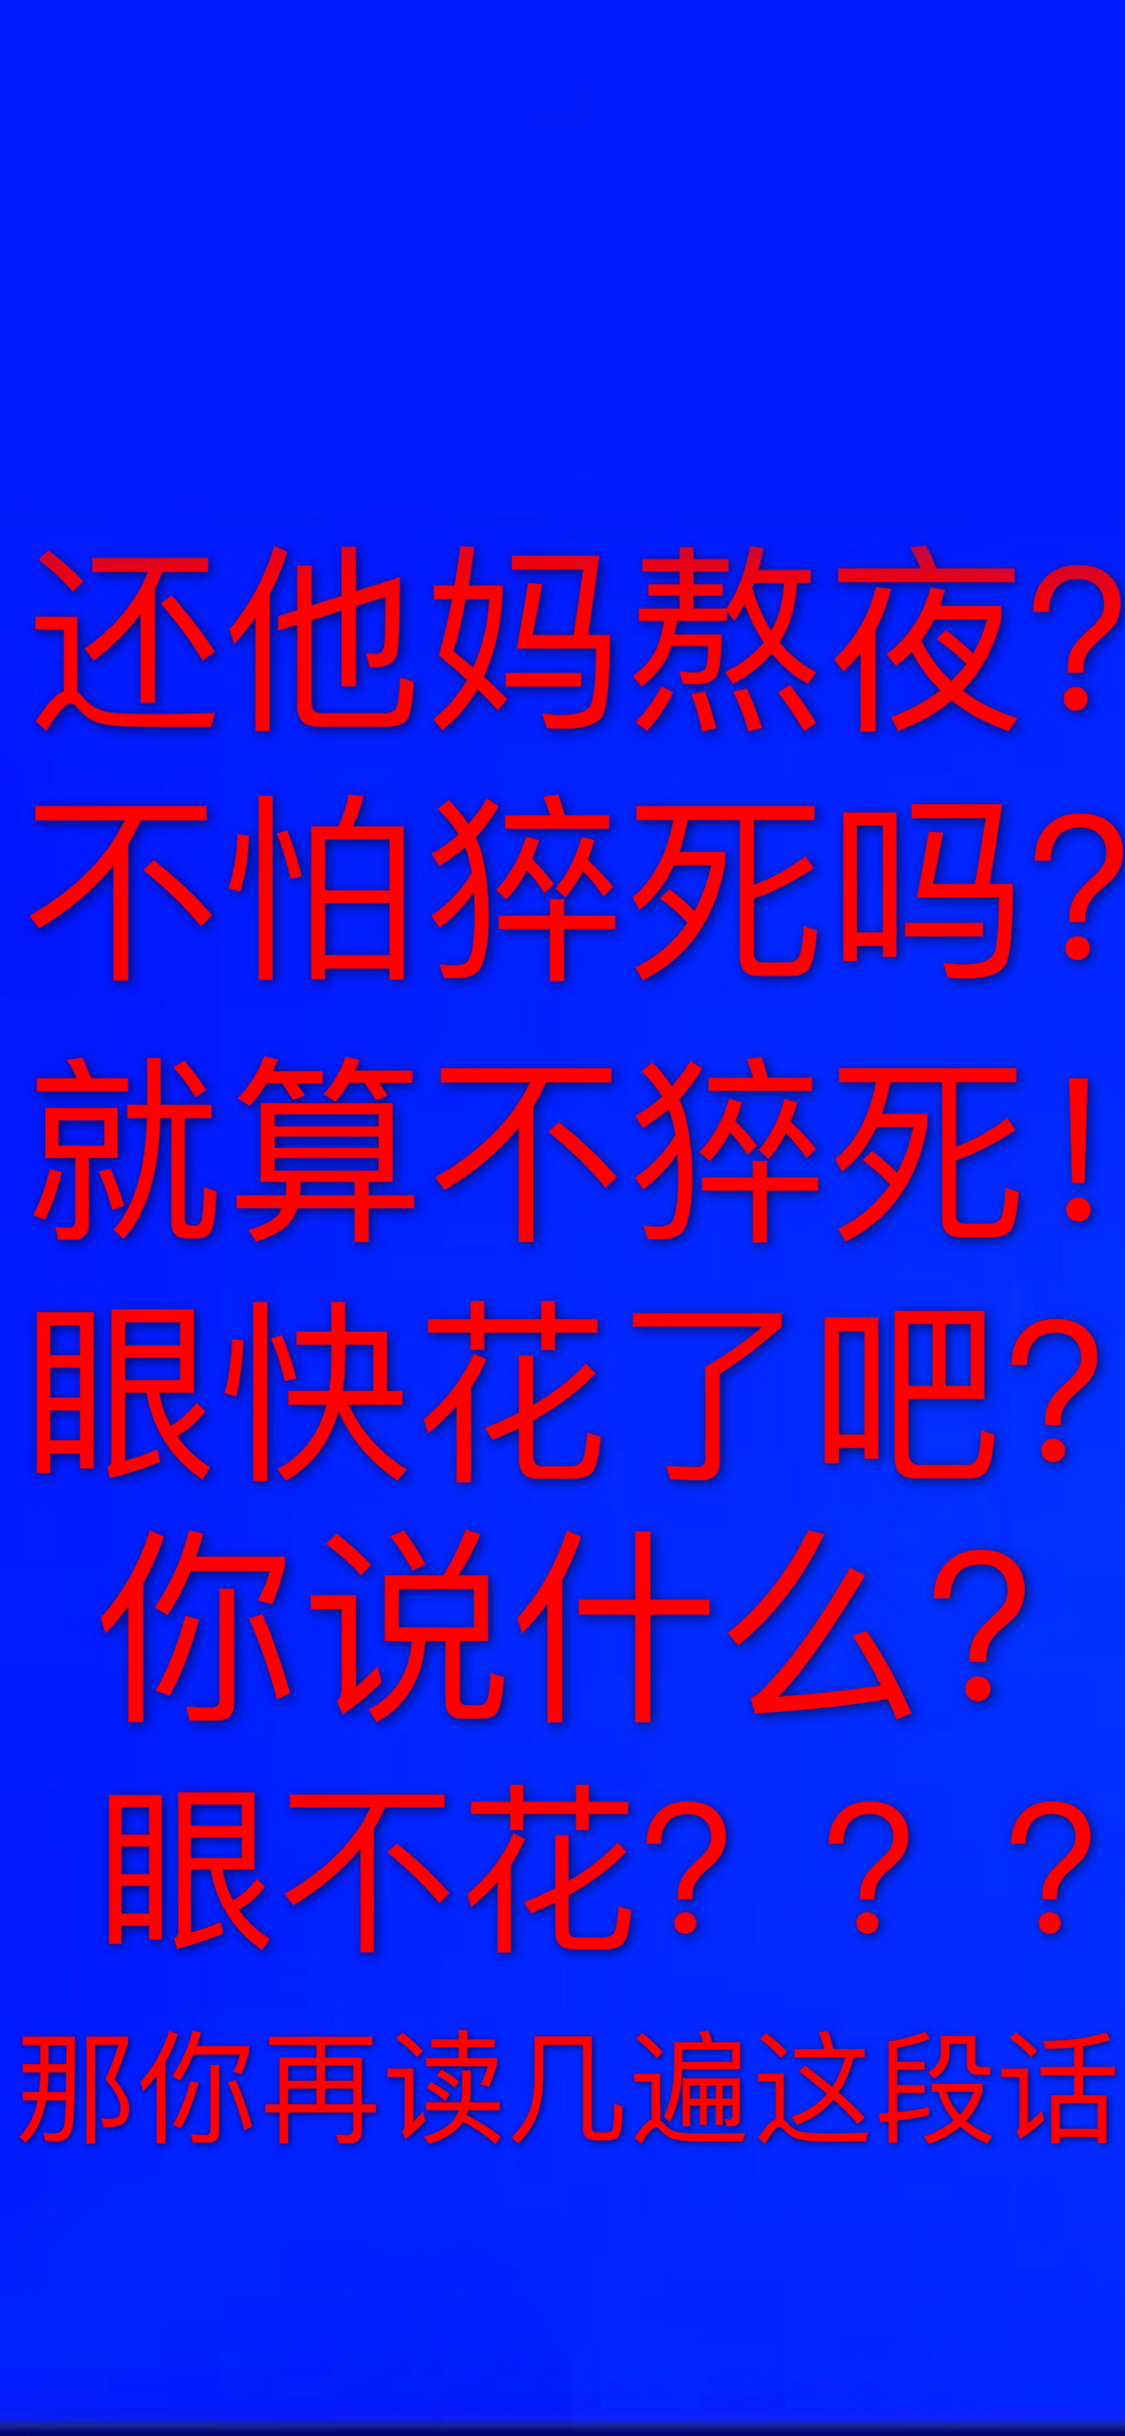 还他妈熬夜?
不怕猝死吗?
就算不猝死!
眼快花了吧?
你说什么?
眼不花? ? ?
那你再读几遍这段话